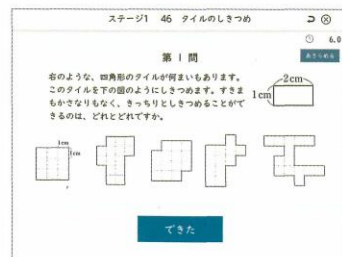 ステージ1 46 タイルのしきつめ
6.0
あきらめる
第1問
右のような、四角形のタイルが何まいもあります。
このタイルを下の図のようにしきつめます。すきま
もかさなりもなく、きっちりとしきつめることがで
きるのは、どれとどれですか。
2cm
1cm
1cm
1cm
できた